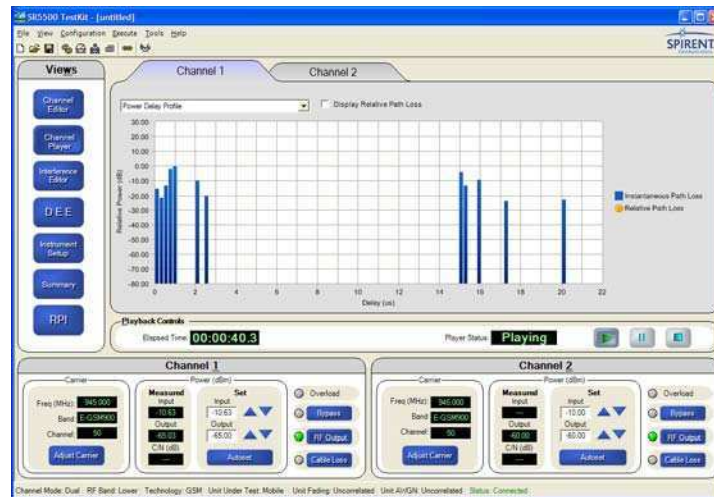 SR5500 TestKit - [untitled]
File View Configuration Execute Tools Help
SPIRENT
Views
Channel Editor
Channel Player
Interference Editor
DEE
Instrument Setup
Summary
RPI
Channel 1
Channel 2
Power Delay Profile
Display Relative Path Loss
Relative Power (dB)
30.00
20.00
10.00
0.00
-10.00
-20.00
-30.00
-40.00
-50.00
-60.00
-70.00
-80.00
0 2 4 6 8 10 12 14 16 18 20 22
Delay (us)
Instantaneous Path Loss
Relative Path Loss
Playback Controls
Elapsed Time: 00:00:40.3
Player Status: Playing
Channel 1
Carrier
Freq (MHz): 945.000
Band: E-GSM900
Channel: 50
Adjust Carrier
Power (dBm)
Measured
Set
Input
Input
-10.63
-10.63
Output
Output
-65.03
-65.00
C/N (dB)
---
Autoset
Overload
Bypass
RF Output
Cable Loss
Channel 2
Carrier
Freq (MHz): 945.000
Band: E-GSM900
Channel: 50
Adjust Carrier
Power (dBm)
Measured
Set
Input
Input
---
-10.00
Output
Output
-60.00
-60.00
C/N (dB)
---
Autoset
Overload
Bypass
RF Output
Cable Loss
Channel Mode: Dual RF Band: Lower Technology: GSM Unit Under Test: Mobile Unit Fading: Uncorrelated Unit AWGN: Uncorrelated Status: Connected